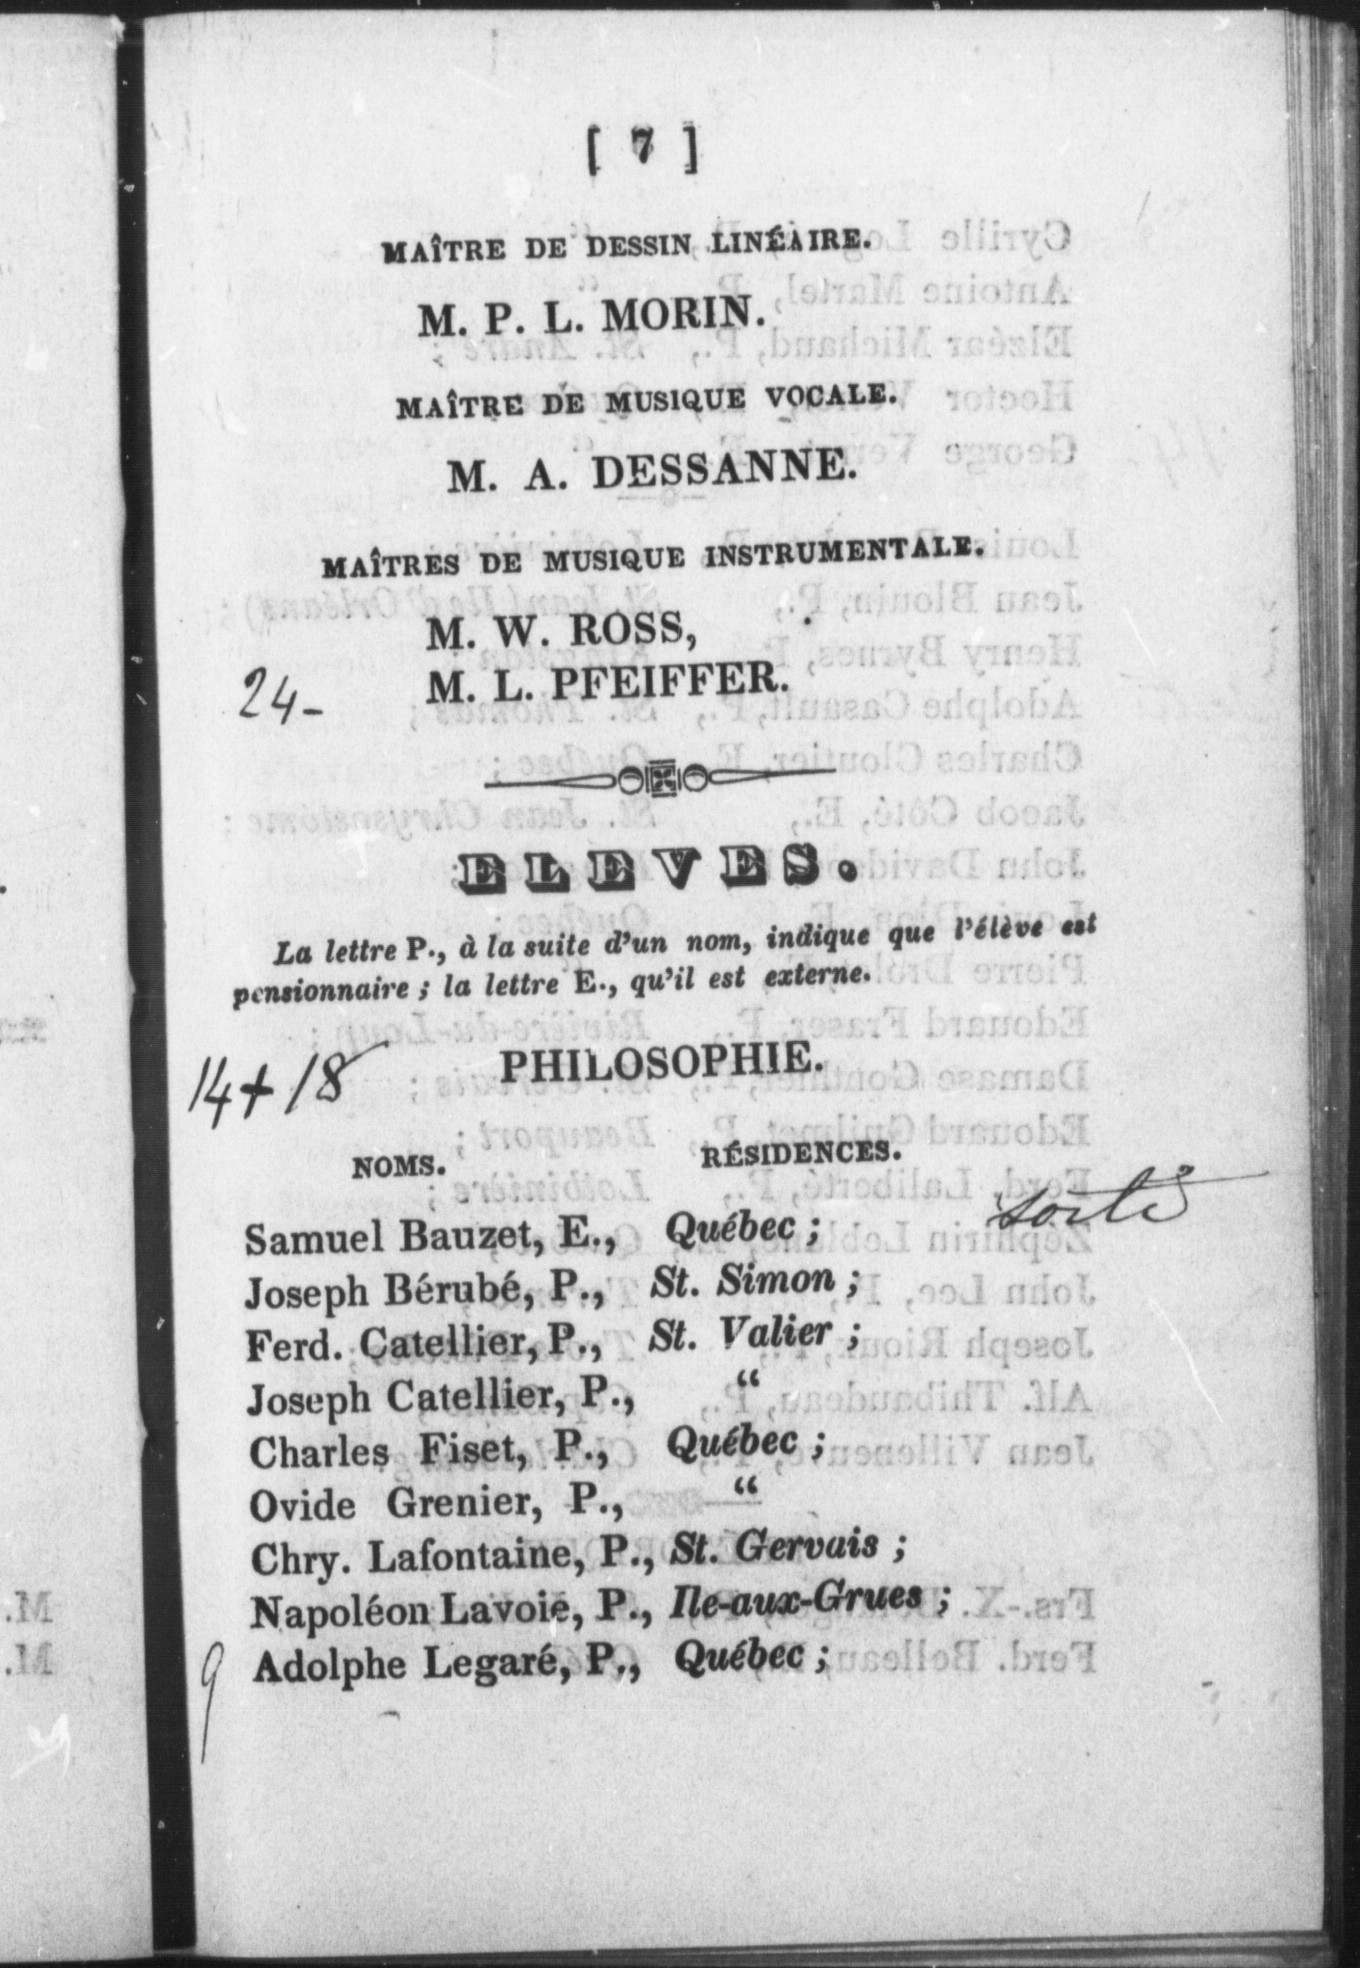 [ 7 ]
MAÎTRE DE DESSIN LINÉAIRE.
M. P. L. MORIN.
MAÎTRE DE MUSIQUE VOCALE.
M. A. DESSANNE.
MAÎTRES DE MUSIQUE INSTRUMENTALE.
M. W. ROSS,
24- M. L. PFEIFFER.
ELEVES.
La lettre P., à la suite d'un nom, indique que l'élève est
pensionnaire ; la lettre E., qu'il est externe.
14+18 PHILOSOPHIE.
NOMS. RÉSIDENCES.
sorti
Samuel Bauzet, E., Québec ;
Joseph Bérubé, P., St. Simon ;
Ferd. Catellier, P., St. Valier ;
Joseph Catellier, P., “
Charles Fiset, P., Québec ;
Ovide Grenier, P., “
Chry. Lafontaine, P., St. Gervais ;
Napoléon Lavoie, P., Ile-aux-Grues ;
9 Adolphe Legaré, P., Québec ;